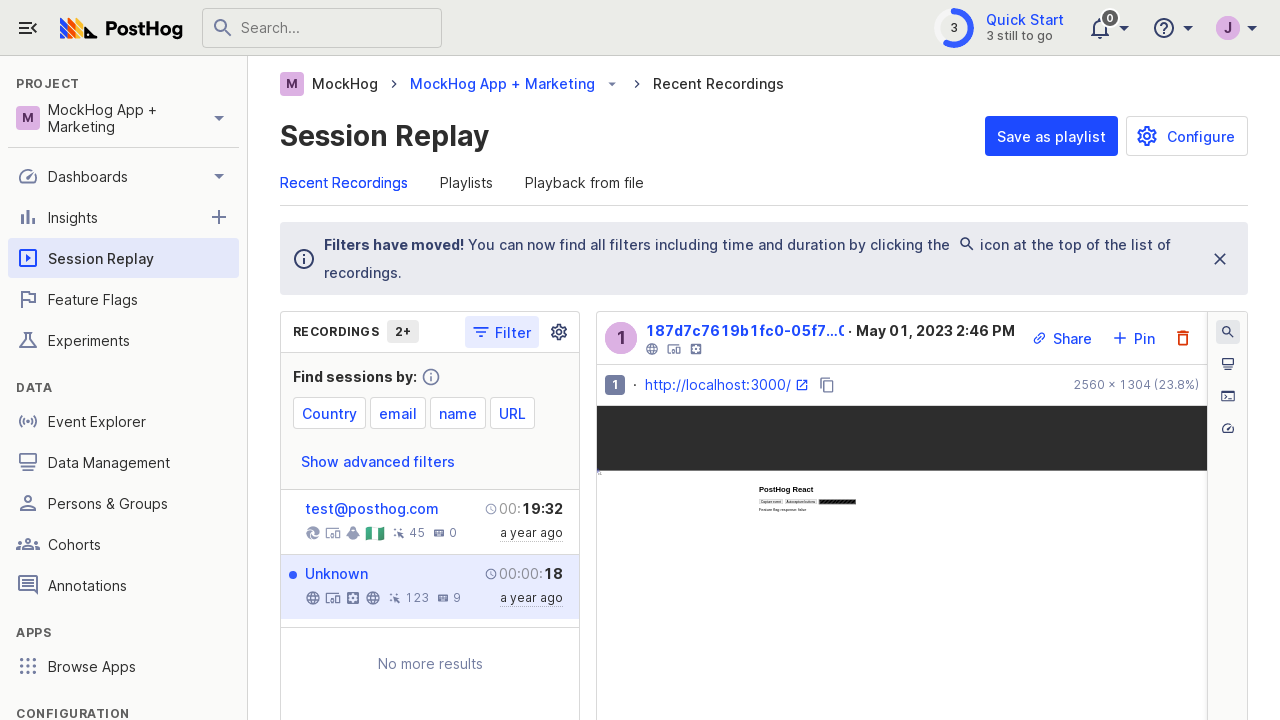 PostHog
Search...
3
Quick Start
3 still to go
0
J
PROJECT
M
MockHog App +
Marketing
Dashboards
Insights
Session Replay
Feature Flags
Experiments
DATA
Event Explorer
Data Management
Persons & Groups
Cohorts
Annotations
APPS
Browse Apps
CONFIGURATION
M MockHog MockHog App + Marketing Recent Recordings
Session Replay
Save as playlist
Configure
Recent Recordings Playlists Playback from file
Filters have moved! You can now find all filters including time and duration by clicking the icon at the top of the list of
recordings.
RECORDINGS 2+ Filter
Find sessions by:
Country email name URL
Show advanced filters
test@posthog.com 00:19:32
45 0 a year ago
Unknown 00:00:18
123 9 a year ago
No more results
1
187d7c7619b1fc0-05f7...0 · May 01, 2023 2:46 PM
Share Pin
1 · http://localhost:3000/ 2560 × 1304 (23.8%)
PostHog React
Capture event Autocapture buttons
Feature flag response: false